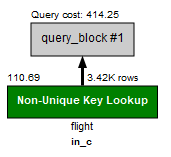 Query cost: 414.25
query_block #1
110.69 3.42K rows
Non-Unique Key Lookup
flight
in_c